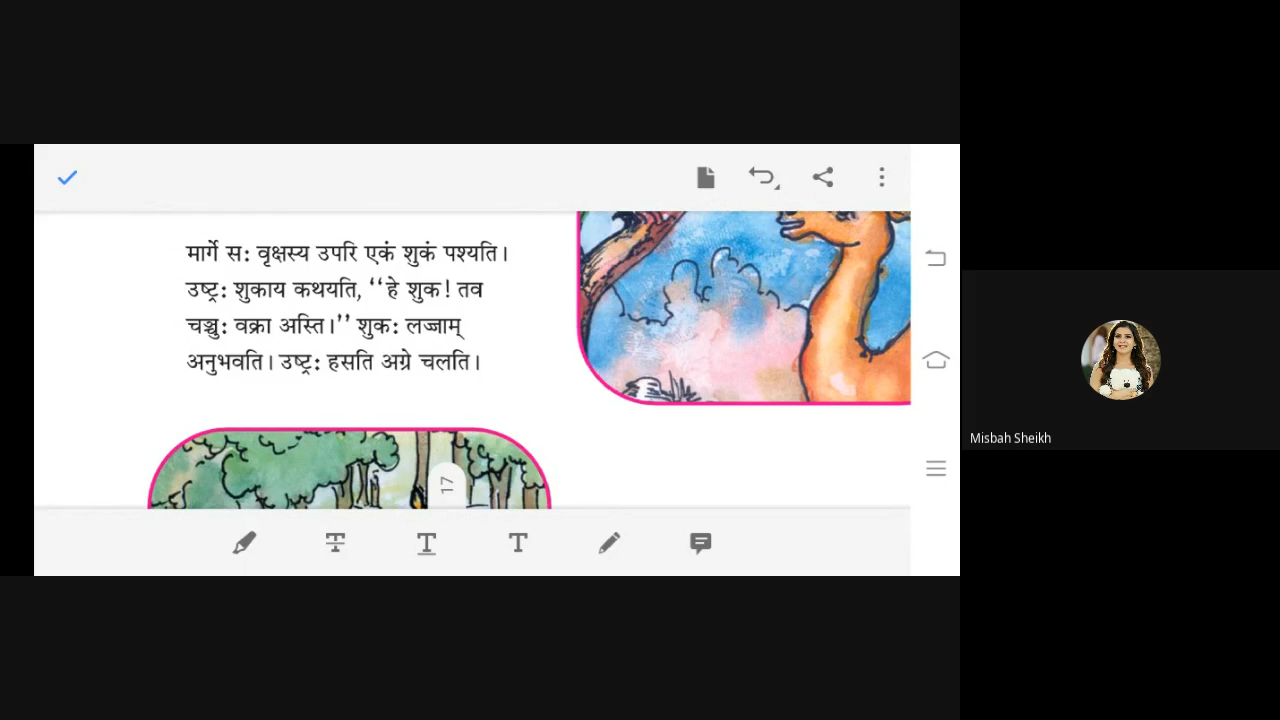 मार्गे सः वृक्षस्य उपरि एकं शुकं पश्यति।
उष्ट्रः शुकाय कथयति, ‘‘हे शुक! तव
चञ्चुः वक्रा अस्ति।’’ शुकः लज्जाम्
अनुभवति। उष्ट्रः हसति अग्रे चलति।
17
Misbah Sheikh